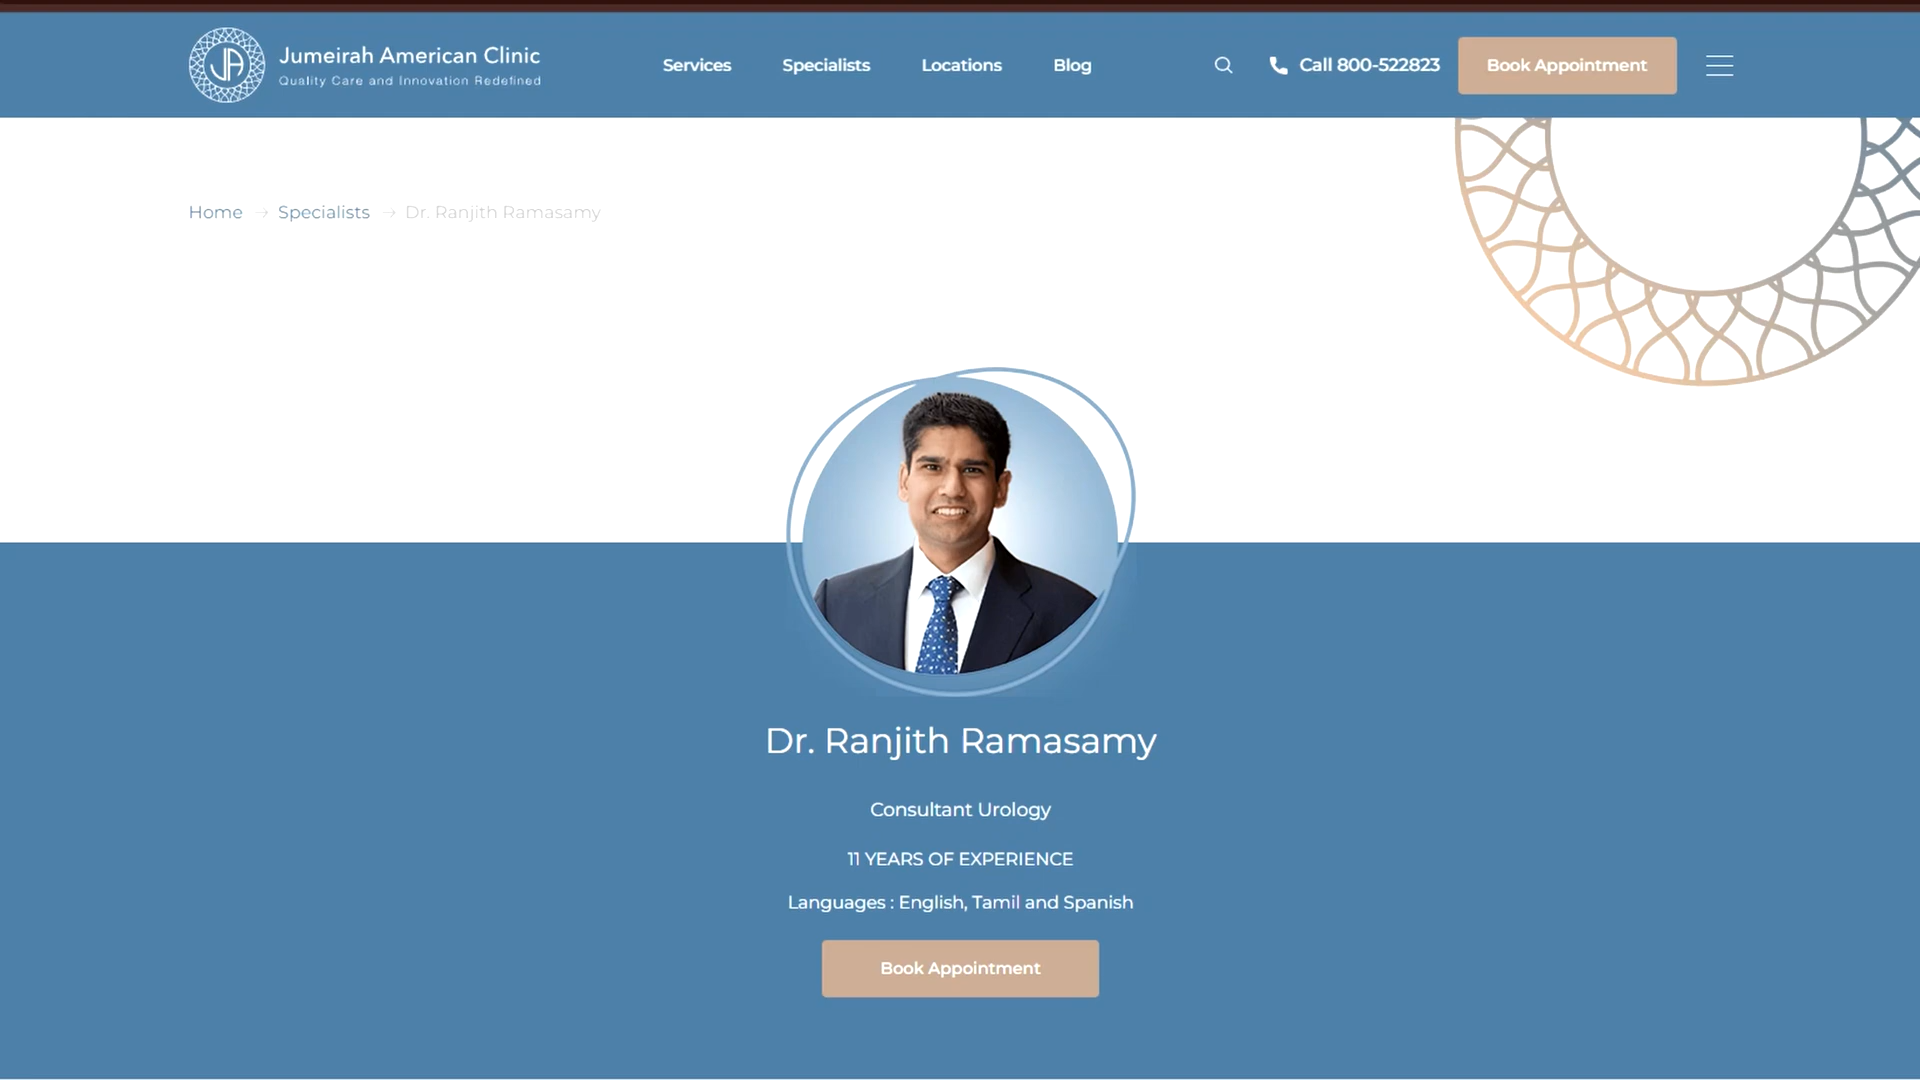 Jumeirah American Clinic
Quality Care and Innovation Redefined
Services
Specialists
Locations
Blog
Call 800-522823
Book Appointment
Home → Specialists → Dr. Ranjith Ramasamy
Dr. Ranjith Ramasamy
Consultant Urology
11 YEARS OF EXPERIENCE
Languages : English, Tamil and Spanish
Book Appointment